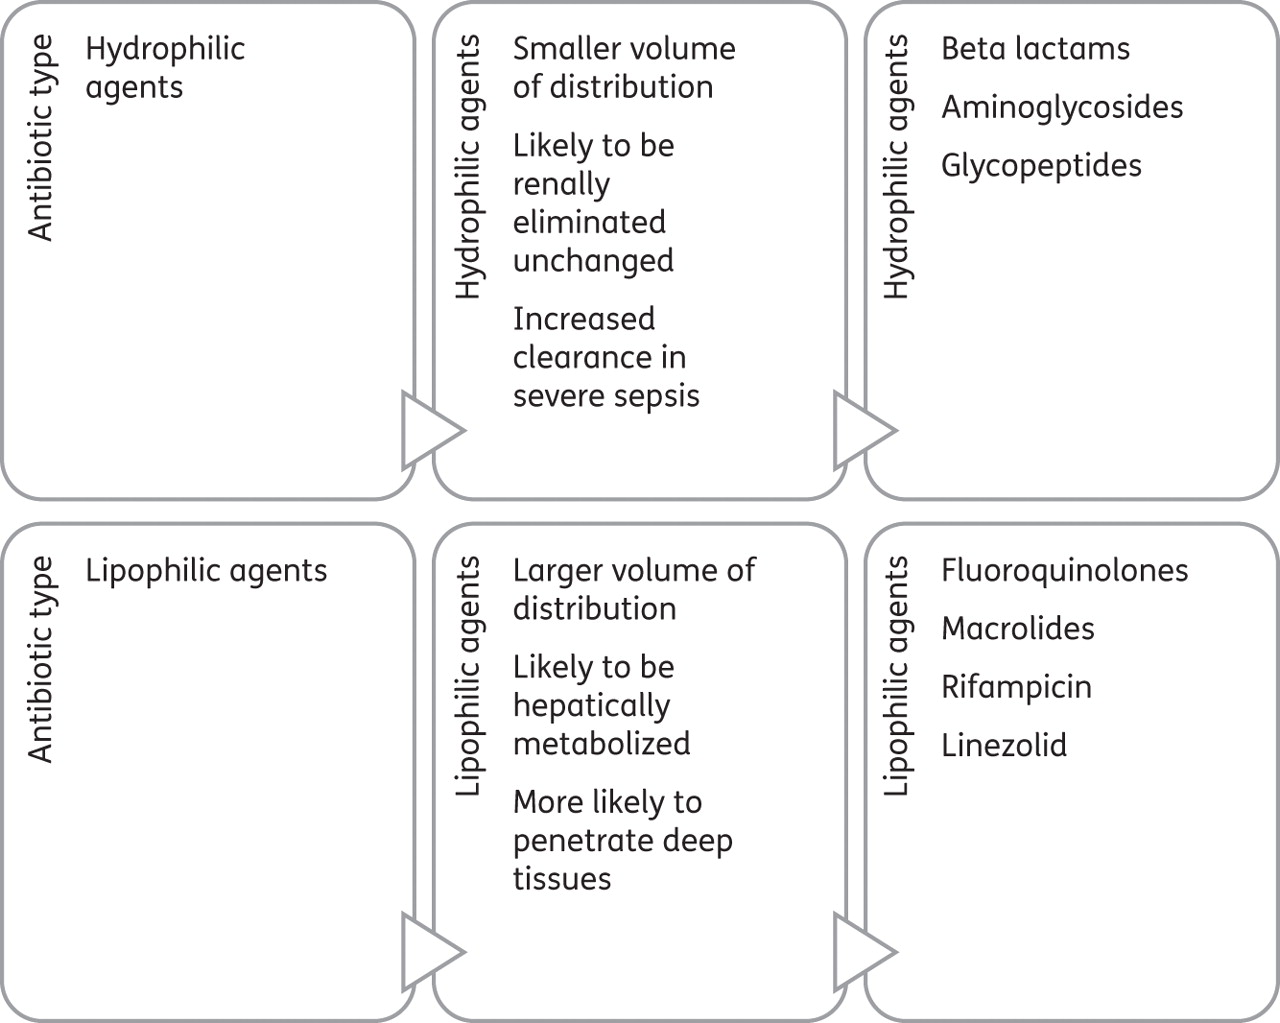 Antibiotic type
Hydrophilic
agents
Hydrophilic agents
Smaller volume
of distribution
Likely to be
renally
eliminated
unchanged
Increased
clearance in
severe sepsis
Hydrophilic agents
Beta lactams
Aminoglycosides
Glycopeptides
Antibiotic type
Lipophilic agents
Lipophilic agents
Larger volume of
distribution
Likely to be
hepatically
metabolized
More likely to
penetrate deep
tissues
Lipophilic agents
Fluoroquinolones
Macrolides
Rifampicin
Linezolid